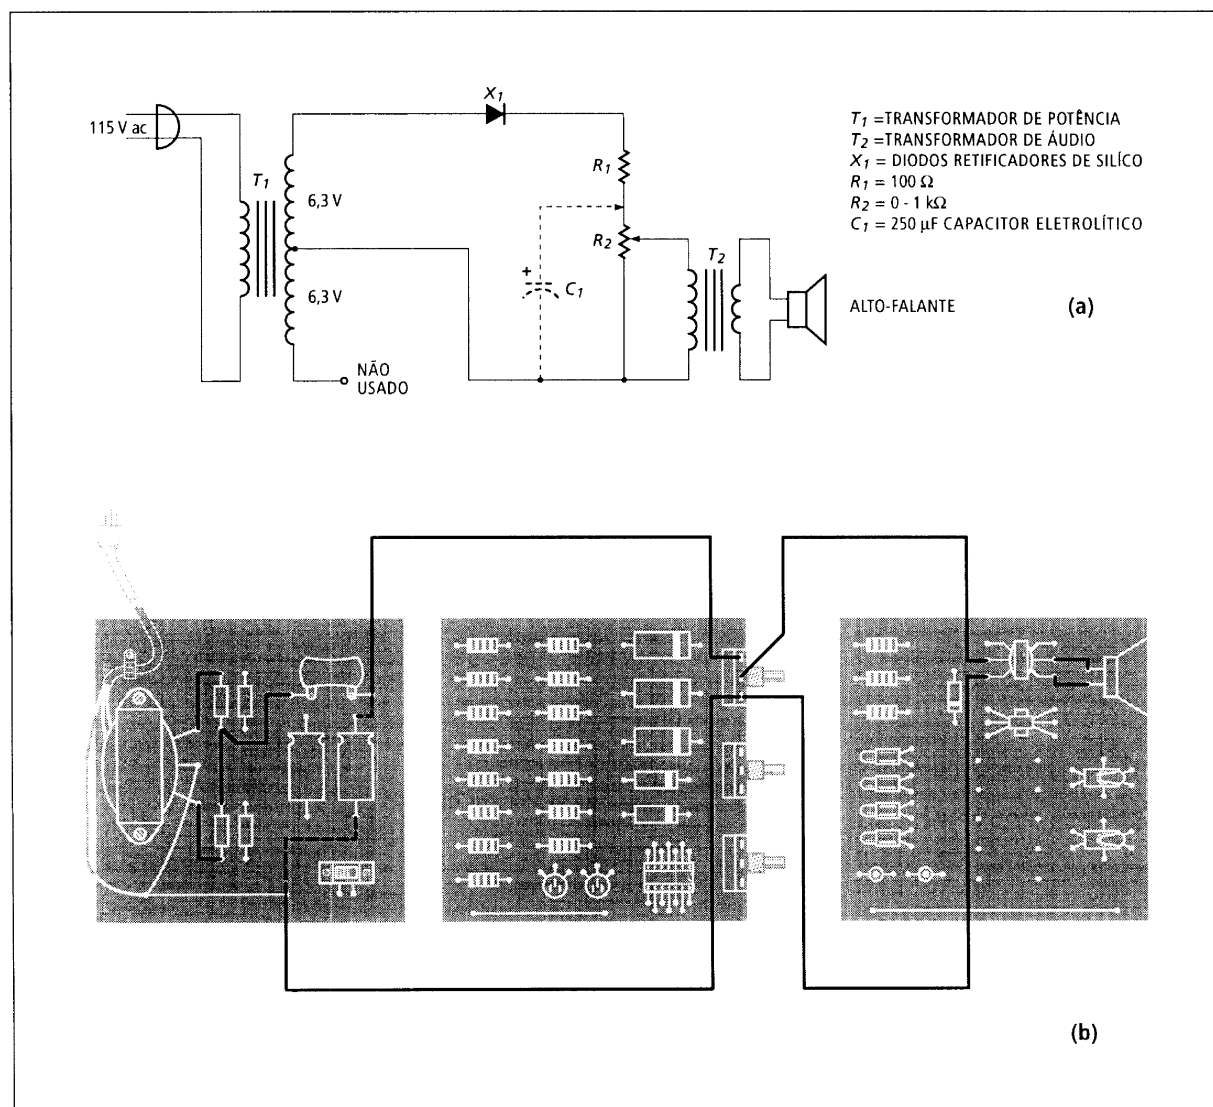 115 V ac
T1
6,3 V
6,3 V
NÃO
USADO
X1
R1
R2
+
C1
T2
T1 =TRANSFORMADOR DE POTÊNCIA
T2 =TRANSFORMADOR DE ÁUDIO
X1 = DIODOS RETIFICADORES DE SILÍCO
R1 = 100 Ω
R2 = 0 - 1 kΩ
C1 = 250 µF CAPACITOR ELETROLÍTICO
ALTO-FALANTE
(a)
(b)